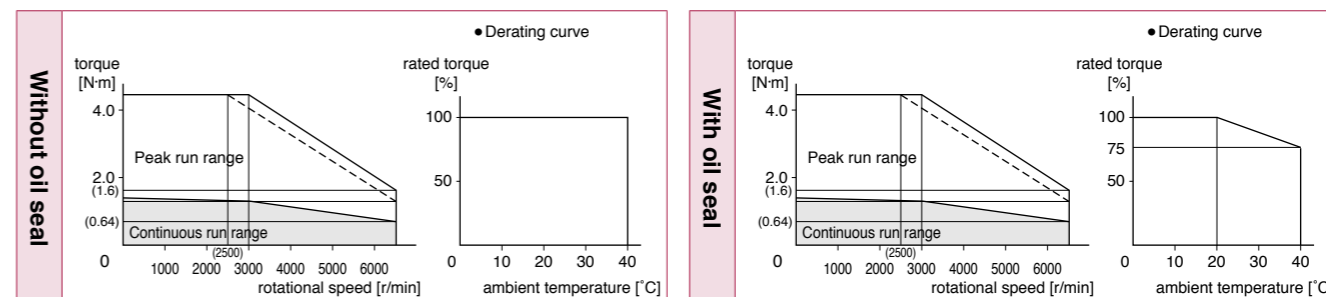 Without oil seal
torque
[N·m]
4.0
2.0
(1.6)
(0.64)
0
Peak run range
Continuous run range
(2500)
1000 2000 3000 4000 5000 6000
rotational speed [r/min]
● Derating curve
rated torque
[%]
100
50
0 10 20 30 40
ambient temperature [˚C]
With oil seal
torque
[N·m]
4.0
2.0
(1.6)
(0.64)
0
Peak run range
Continuous run range
(2500)
1000 2000 3000 4000 5000 6000
rotational speed [r/min]
● Derating curve
rated torque
[%]
100
75
50
0 10 20 30 40
ambient temperature [˚C